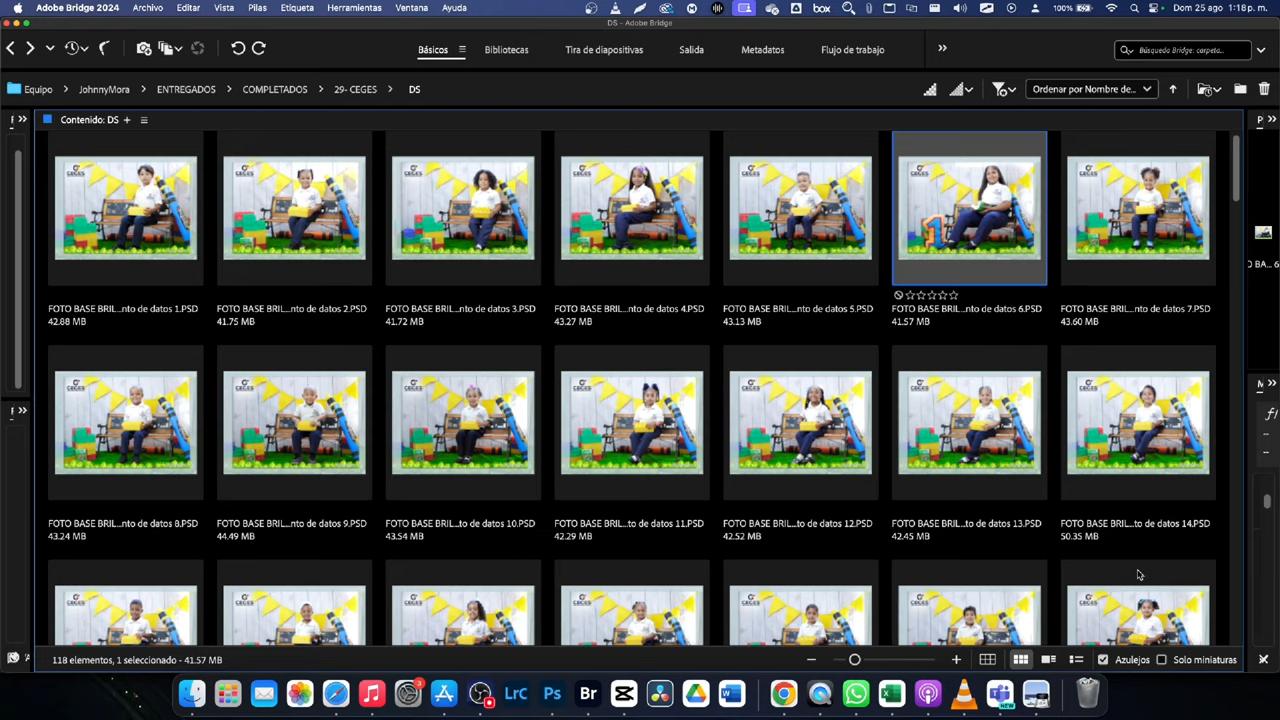 Adobe Bridge 2024 Archivo Editar Vista Pilas Etiqueta Herramientas Ventana Ayuda box 100% Dom 25 ago 1:18 p. m.
DS – Adobe Bridge
Básicos Bibliotecas Tira de diapositivas Salida Metadatos Flujo de trabajo Búsqueda Bridge: carpeta...
Equipo JohnnyMora ENTREGADOS COMPLETADOS 29- CEGES DS Ordenar por Nombre de...
Contenido: DS
FOTO BASE BRIL...nto de datos 1.PSD FOTO BASE BRIL...nto de datos 2.PSD FOTO BASE BRIL...nto de datos 3.PSD FOTO BASE BRIL...nto de datos 4.PSD FOTO BASE BRIL...nto de datos 5.PSD FOTO BASE BRIL...nto de datos 6.PSD FOTO BASE BRIL...nto de datos 7.PSD
42.88 MB 41.75 MB 41.72 MB 43.27 MB 43.13 MB 41.57 MB 43.60 MB
FOTO BASE BRIL...nto de datos 8.PSD FOTO BASE BRIL...nto de datos 9.PSD FOTO BASE BRIL...to de datos 10.PSD FOTO BASE BRIL...to de datos 11.PSD FOTO BASE BRIL...to de datos 12.PSD FOTO BASE BRIL...to de datos 13.PSD FOTO BASE BRIL...to de datos 14.PSD
43.24 MB 44.49 MB 43.54 MB 42.29 MB 42.52 MB 42.45 MB 50.35 MB
118 elementos, 1 seleccionado - 41.57 MB Azulejos Solo miniaturas
3 LrC Ps Br W NEW